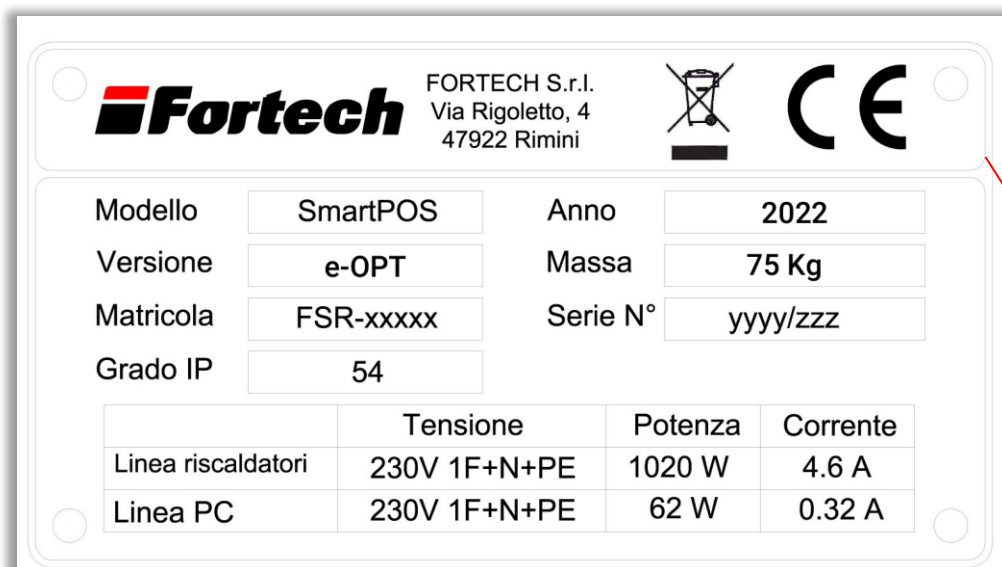 Fortech
FORTECH S.r.l.
Via Rigoletto, 4
47922 Rimini
CE
Modello SmartPOS Anno 2022
Versione e-OPT Massa 75 Kg
Matricola FSR-xxxxx Serie N° yyyy/zzz
Grado IP 54
Tensione Potenza Corrente
Linea riscaldatori 230V 1F+N+PE 1020 W 4.6 A
Linea PC 230V 1F+N+PE 62 W 0.32 A